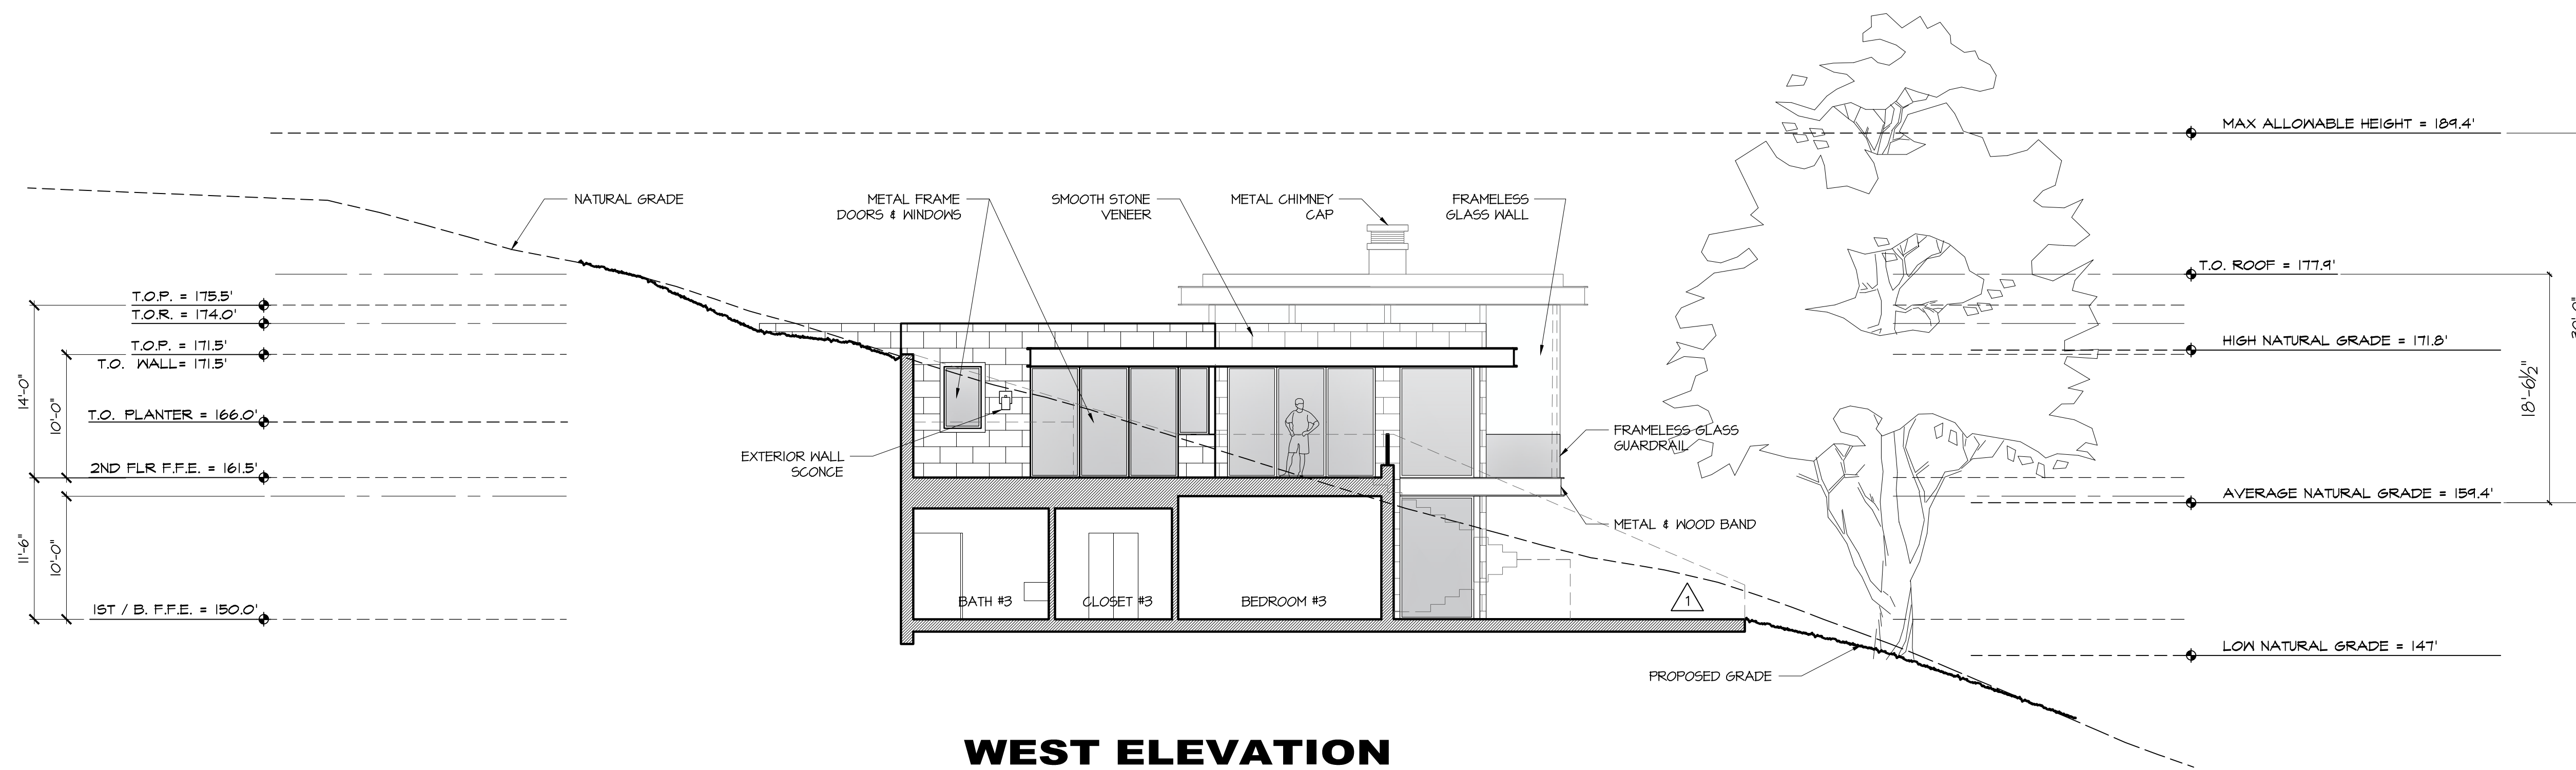 MAX ALLOWABLE HEIGHT = 189.4'
NATURAL GRADE
METAL FRAME
DOORS & WINDOWS
SMOOTH STONE
VENEER
METAL CHIMNEY
CAP
FRAMELESS
GLASS WALL
T.O. ROOF = 177.9'
T.O.P. = 175.5'
T.O.R. = 174.0'
T.O.P. = 171.5'
T.O. WALL= 171.5'
HIGH NATURAL GRADE = 171.8'
14'-0"
10'-0"
18'-6½"
30'-0"
T.O. PLANTER = 166.0'
FRAMELESS GLASS
GUARDRAIL
EXTERIOR WALL
SCONCE
2ND FLR F.F.E. = 161.5'
AVERAGE NATURAL GRADE = 159.4'
METAL & WOOD BAND
11'-6"
10'-0"
BATH #3
CLOSET #3
BEDROOM #3
1
1ST / B. F.F.E. = 150.0'
LOW NATURAL GRADE = 147'
PROPOSED GRADE
WEST ELEVATION